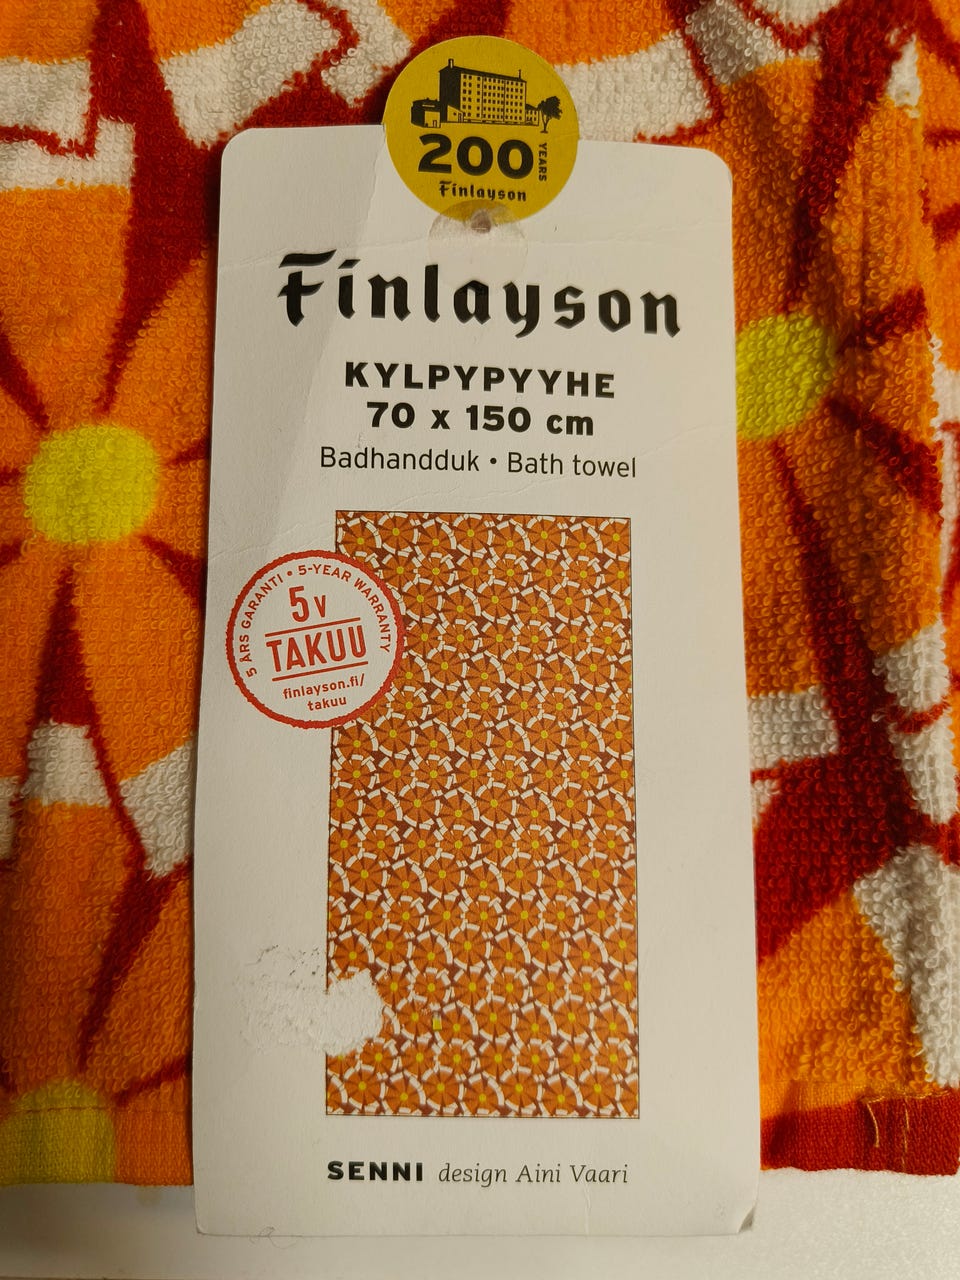 200
YEARS
Finlayson
Finlayson
KYLPYPYYHE
70 x 150 cm
Badhandduk • Bath towel
5 ÅRS GARANTI • 5-YEAR WARRANTY
5 V
TAKUU
finlayson.fi/
takuu
SENNI design Aini Vaari